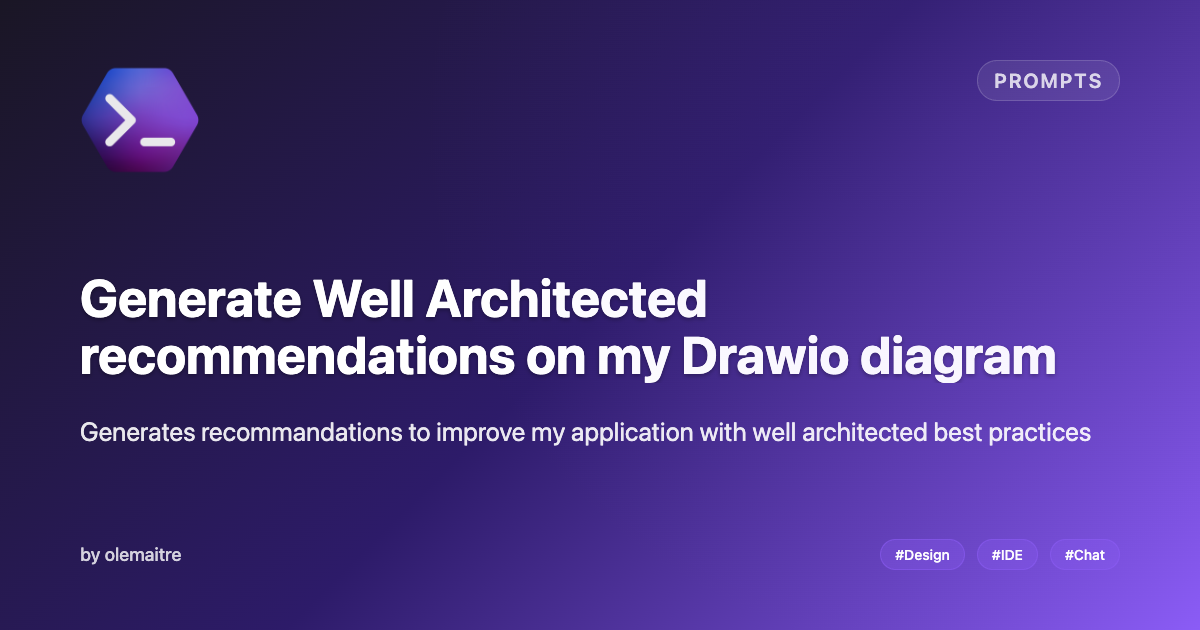 PROMPTS
Generate Well Architected
recommendations on my Drawio diagram
Generates recommandations to improve my application with well architected best practices
by olemaitre
#Design
#IDE
#Chat